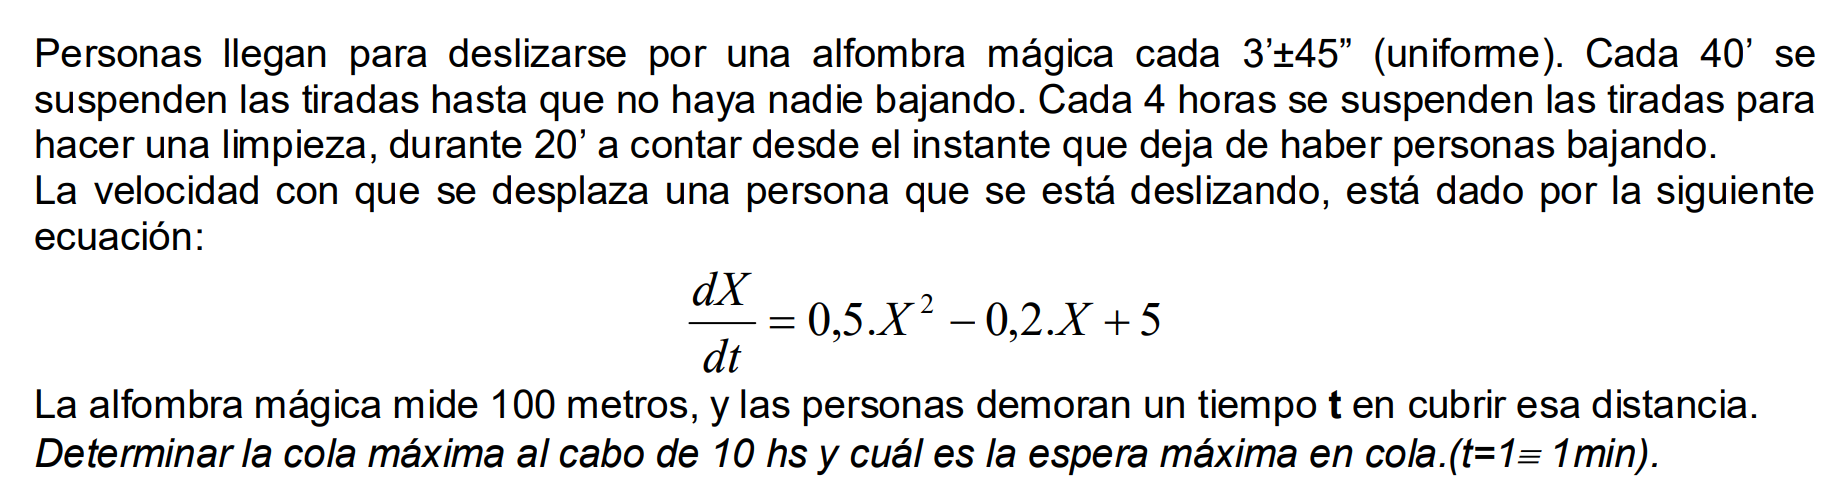 Personas llegan para deslizarse por una alfombra mágica cada 3’±45” (uniforme). Cada 40’ se
suspenden las tiradas hasta que no haya nadie bajando. Cada 4 horas se suspenden las tiradas para
hacer una limpieza, durante 20’ a contar desde el instante que deja de haber personas bajando.
La velocidad con que se desplaza una persona que se está deslizando, está dado por la siguiente
ecuación:
dX/dt = 0,5.X² − 0,2.X + 5
La alfombra mágica mide 100 metros, y las personas demoran un tiempo t en cubrir esa distancia.
Determinar la cola máxima al cabo de 10 hs y cuál es la espera máxima en cola.(t=1≡ 1min).